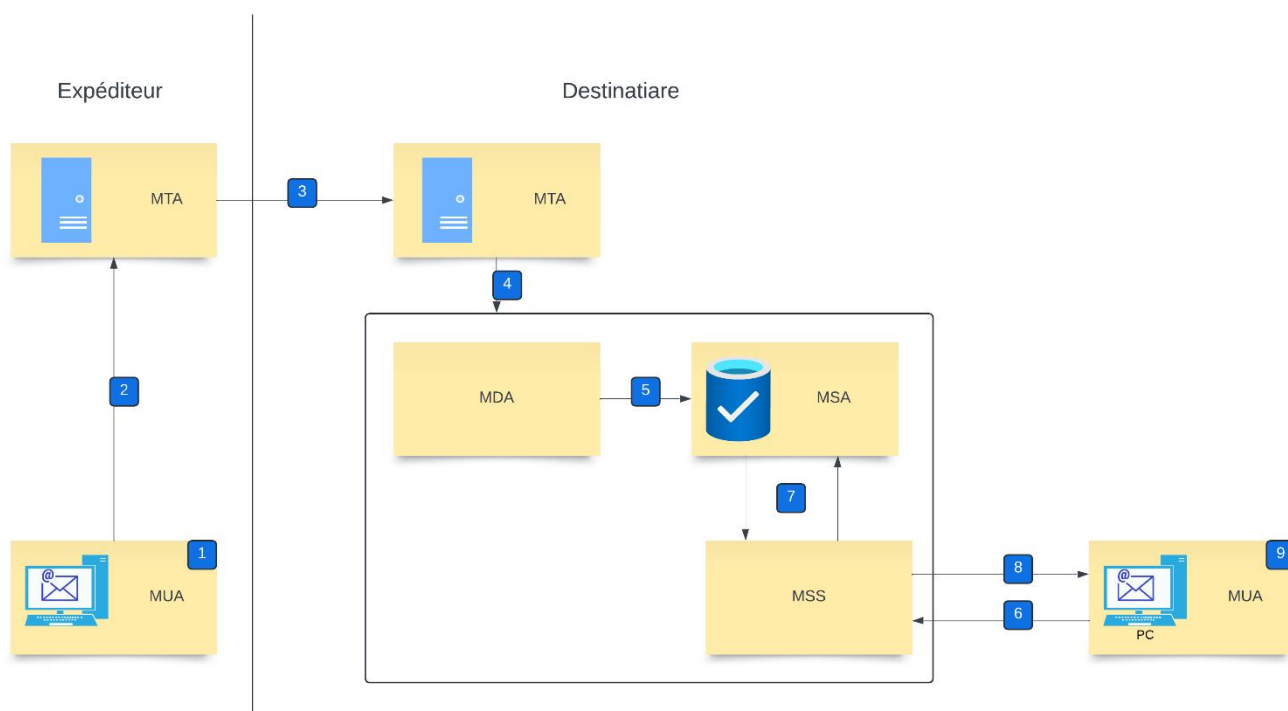 Expéditeur
Destinatiare
MTA
3
MTA
4
2
MDA
5
MSA
7
1
@
MUA
MSS
8
6
9
@
PC
MUA